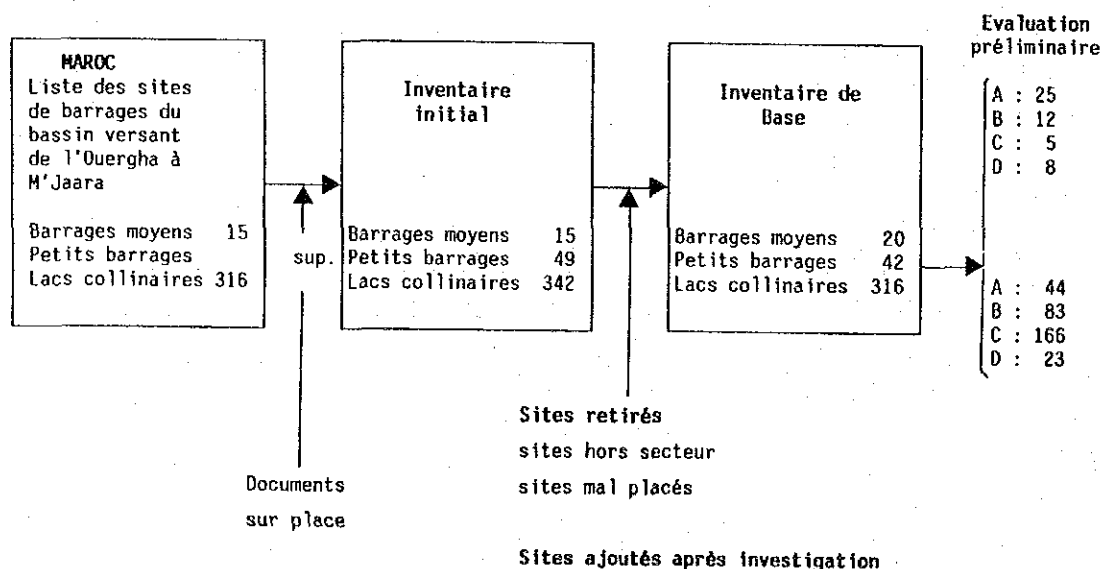 MAROC
Liste des sites
de barrages du
bassin versant
de l'Ouergha à
M'Jaara
Barrages moyens 15
Petits barrages
Lacs collinaires 316
sup.
Documents
sur place
Inventaire
initial
Barrages moyens 15
Petits barrages 49
Lacs collinaires 342
Sites retirés
sites hors secteur
sites mal placés
Sites ajoutés après investigation
Inventaire de
Base
Barrages moyens 20
Petits barrages 42
Lacs collinaires 316
Evaluation
préliminaire
A : 25
B : 12
C : 5
D : 8
A : 44
B : 83
C : 166
D : 23